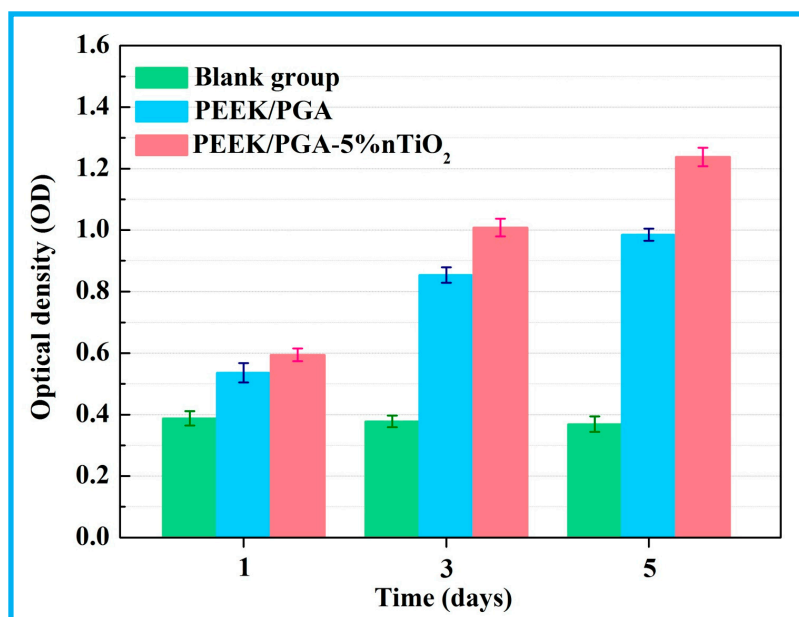 1.6
1.4
1.2
1.0
0.8
0.6
0.4
0.2
0.0
Optical density (OD)
Blank group
PEEK/PGA
PEEK/PGA-5%nTiO₂
1 3 5
Time (days)